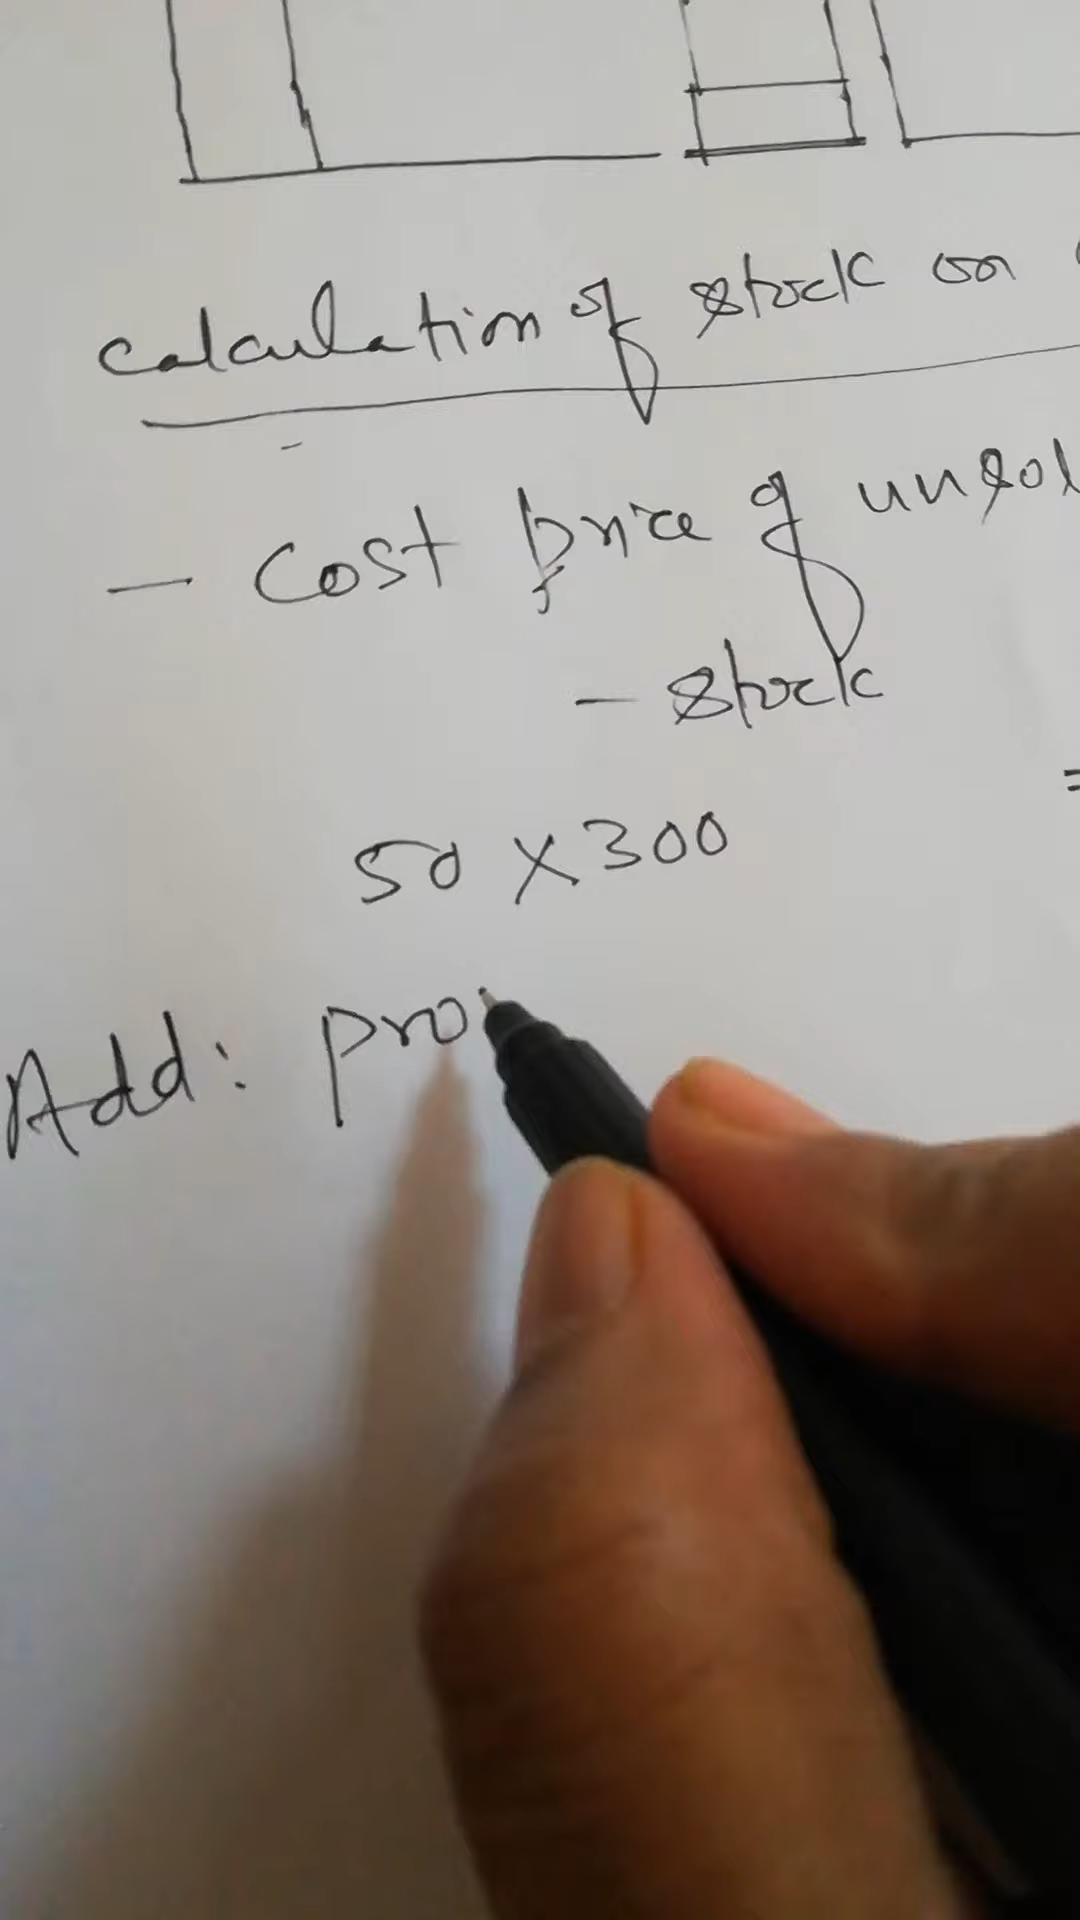 calculation of stock on
- Cost price of unsol
- stock
=
50 X 300
Add: pro